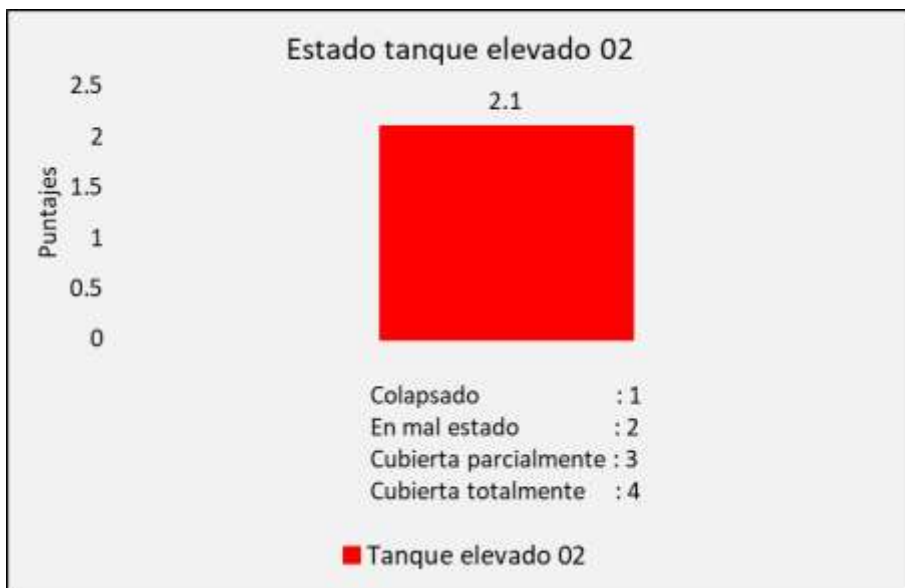 Estado tanque elevado 02
2.5
2
1.5
1
0.5
0
Puntajes
2.1
Colapsado : 1
En mal estado : 2
Cubierta parcialmente : 3
Cubierta totalmente : 4
Tanque elevado 02